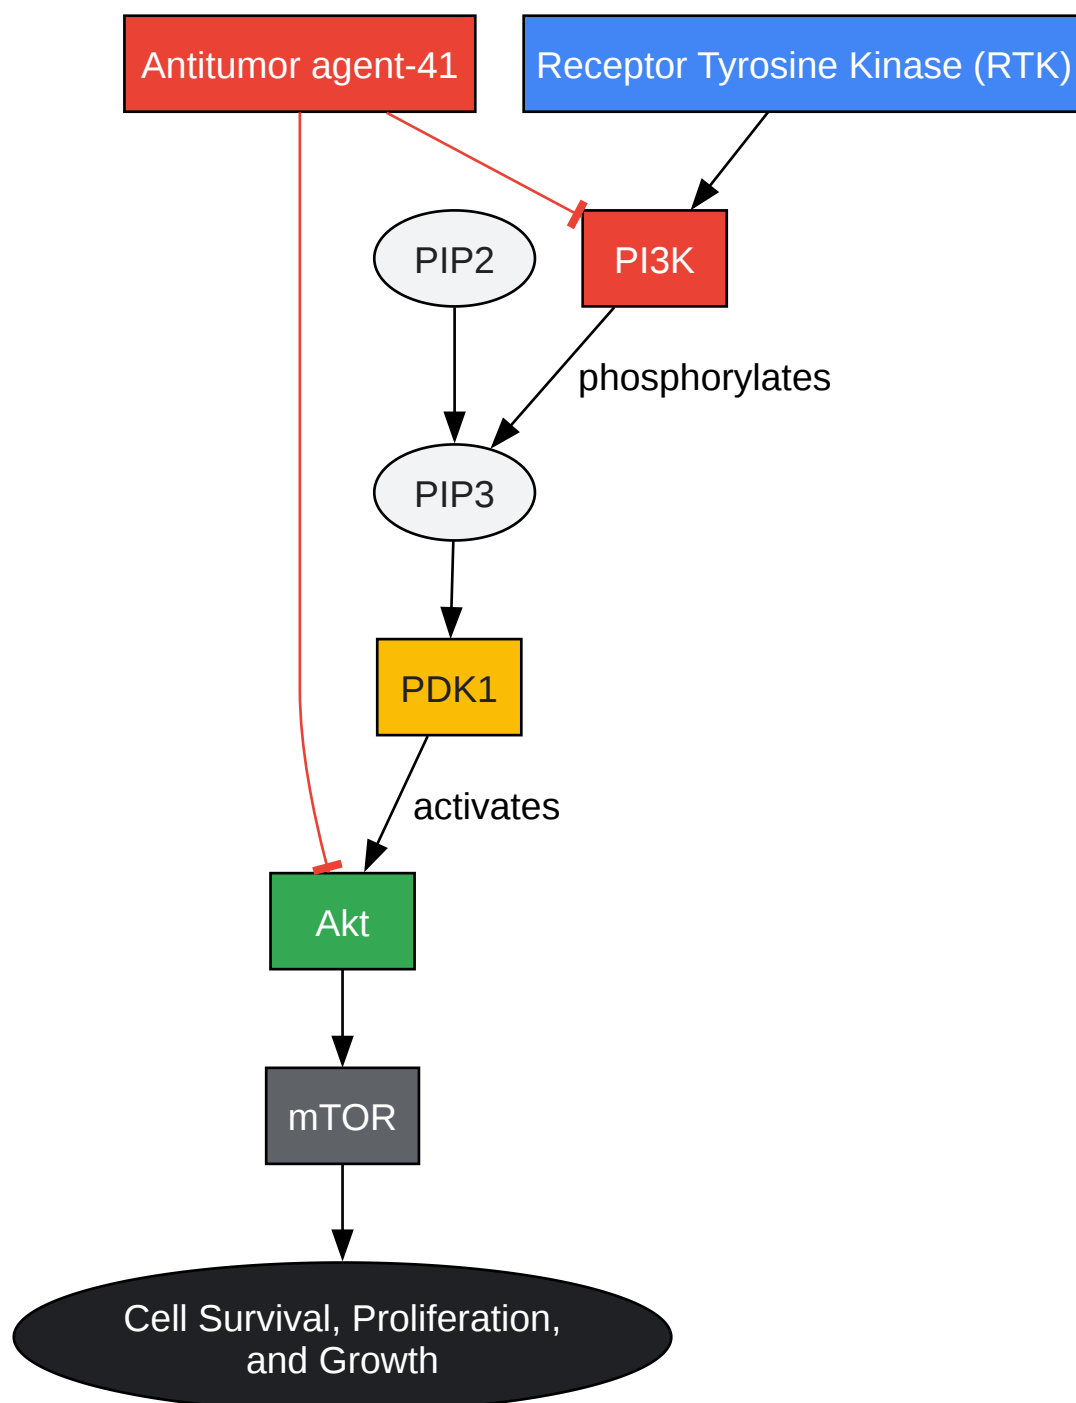 Antitumor agent-41
Receptor Tyrosine Kinase (RTK)
PIP2
PI3K
phosphorylates
PIP3
PDK1
activates
Akt
mTOR
Cell Survival, Proliferation,
and Growth